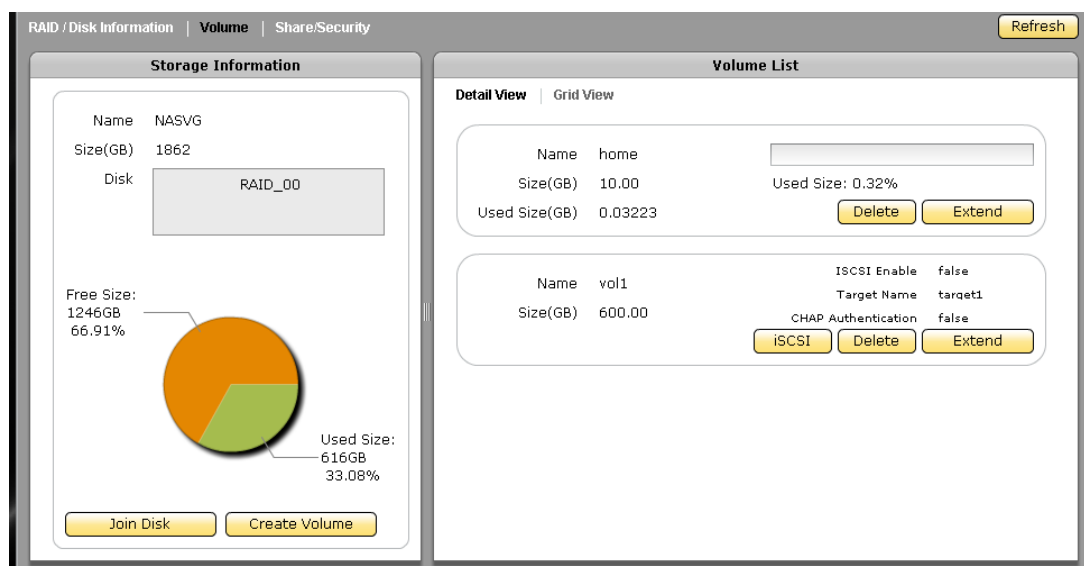 RAID / Disk Information | Volume | Share/Security
Refresh
Storage Information
Name NASVG
Size(GB) 1862
Disk RAID_00
Free Size:
1246GB
66.91%
Used Size:
616GB
33.08%
Join Disk Create Volume
Volume List
Detail View | Grid View
Name home
Size(GB) 10.00 Used Size: 0.32%
Used Size(GB) 0.03223
Delete Extend
Name vol1
Size(GB) 600.00
ISCSI Enable false
Target Name target1
CHAP Authentication false
iSCSI Delete Extend